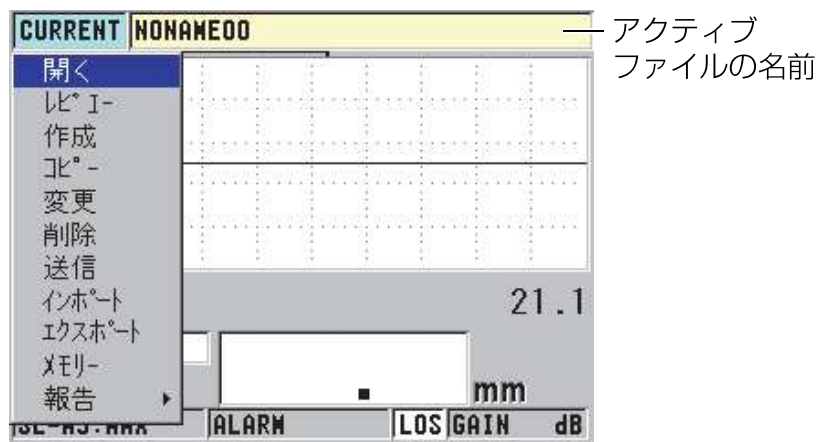 CURRENT NONAME00
アクティブ
ファイルの名前
開く
ﾚﾋﾞｭｰ
作成
ｺﾋﾟｰ
変更
削除
送信
ｲﾝﾎﾟｰﾄ
ｴｸｽﾎﾟｰﾄ
ﾒﾓﾘｰ
報告
21.1
mm
ALARM LOS GAIN dB